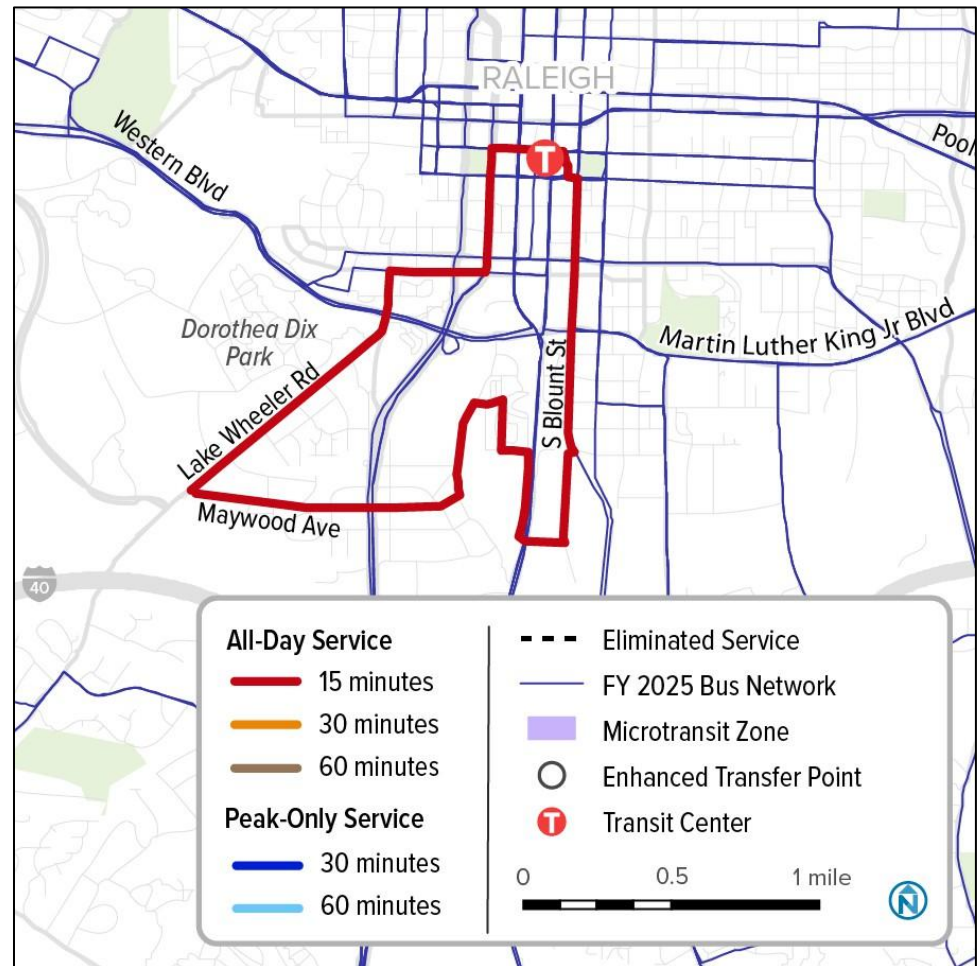 RALEIGH
T
Pool
Western Blvd
Dorothea Dix
Park
Martin Luther King Jr Blvd
S Blount St
Lake Wheeler Rd
Maywood Ave
40
All-Day Service
15 minutes
30 minutes
60 minutes
Peak-Only Service
30 minutes
60 minutes
Eliminated Service
FY 2025 Bus Network
Microtransit Zone
Enhanced Transfer Point
T Transit Center
0 0.5 1 mile
N